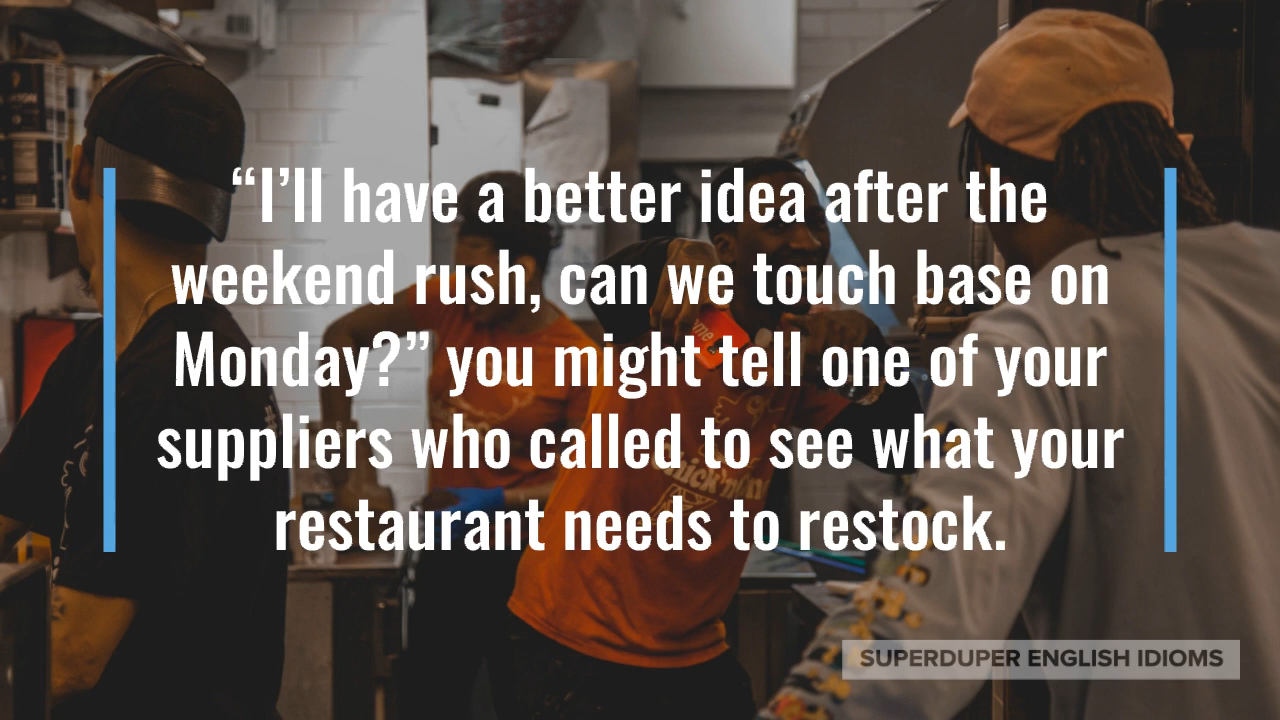 “I’ll have a better idea after the
weekend rush, can we touch base on
Monday?” you might tell one of your
suppliers who called to see what your
restaurant needs to restock.
SUPERDUPER ENGLISH IDIOMS